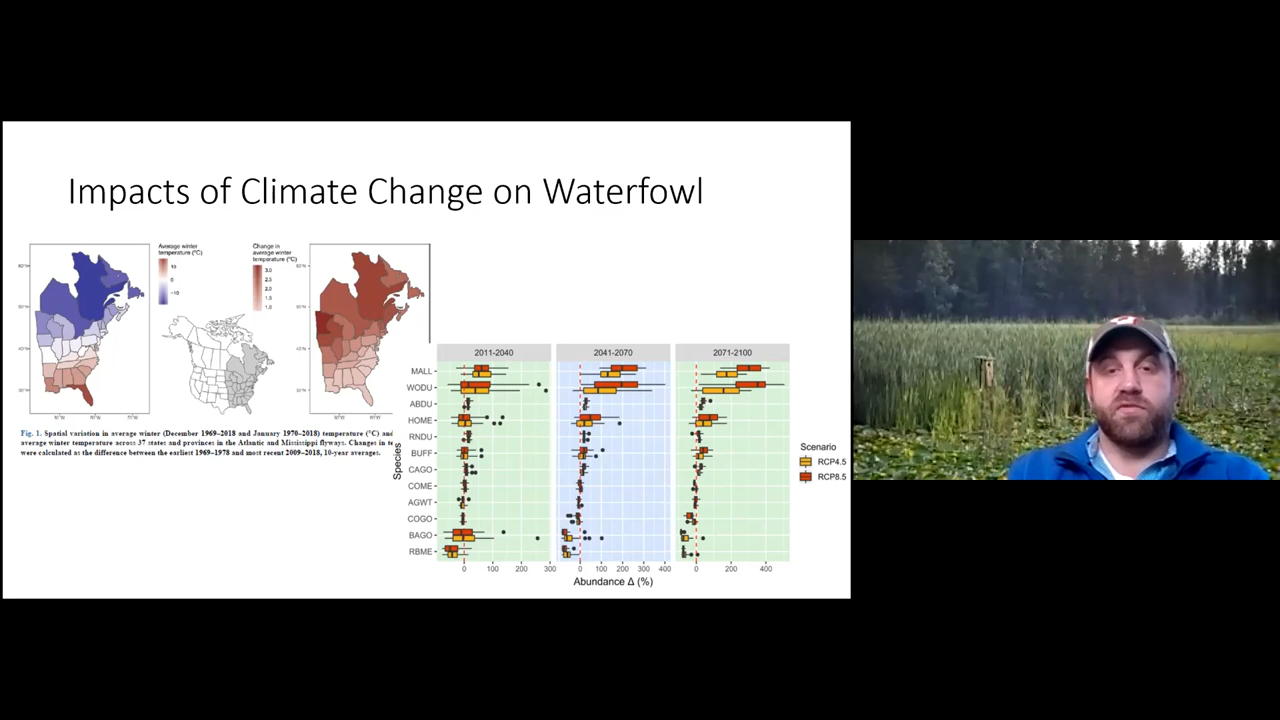 Impacts of Climate Change on Waterfowl
Average winter
temperature (°C)
10
0
-10
Change in
average winter
temperature (°C)
3.0
2.5
2.0
1.5
1.0
Fig. 1. Spatial variation in average winter (December 1969–2018 and January 1970–2018) temperature (°C) and
average winter temperature across 37 states and provinces in the Atlantic and Mississippi flyways. Changes in te
were calculated as the difference between the earliest 1969–1978 and most recent 2009–2018, 10-year averages.
2011-2040 2041-2070 2071-2100
Species
MALL
WODU
ABDU
HOME
RNDU
BUFF
CAGO
COME
AGWT
COGO
BAGO
RBME
0 100 200 300 0 100 200 300 400 0 200 400
Abundance Δ (%)
Scenario
RCP4.5
RCP8.5